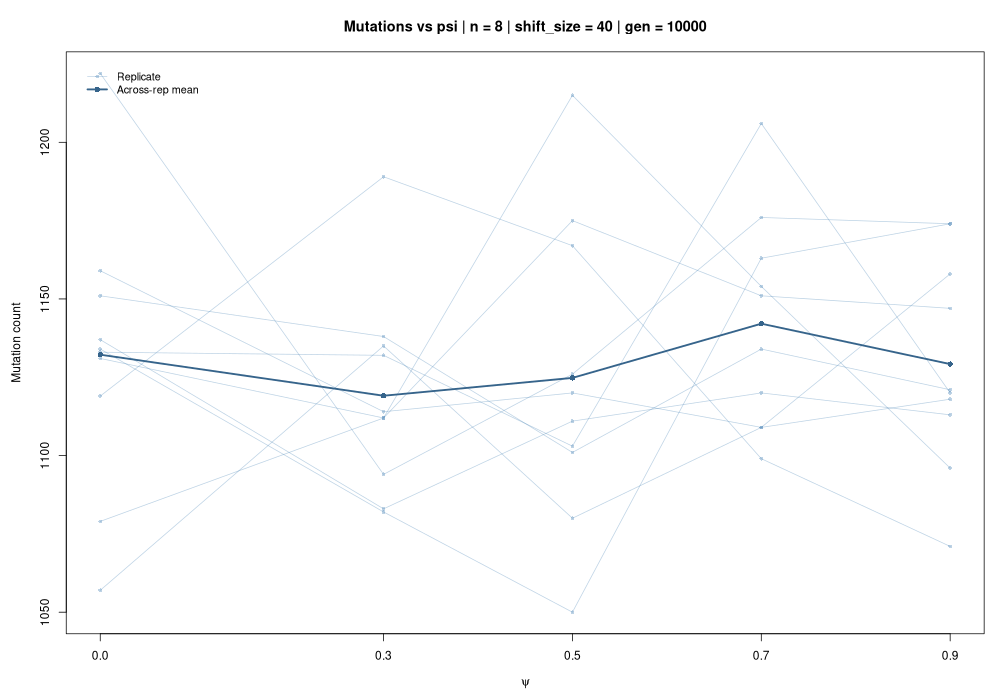 Mutations vs psi | n = 8 | shift_size = 40 | gen = 10000
Replicate
Across-rep mean
Mutation count
1200
1150
1100
1050
0.0 0.3 0.5 0.7 0.9
ψ